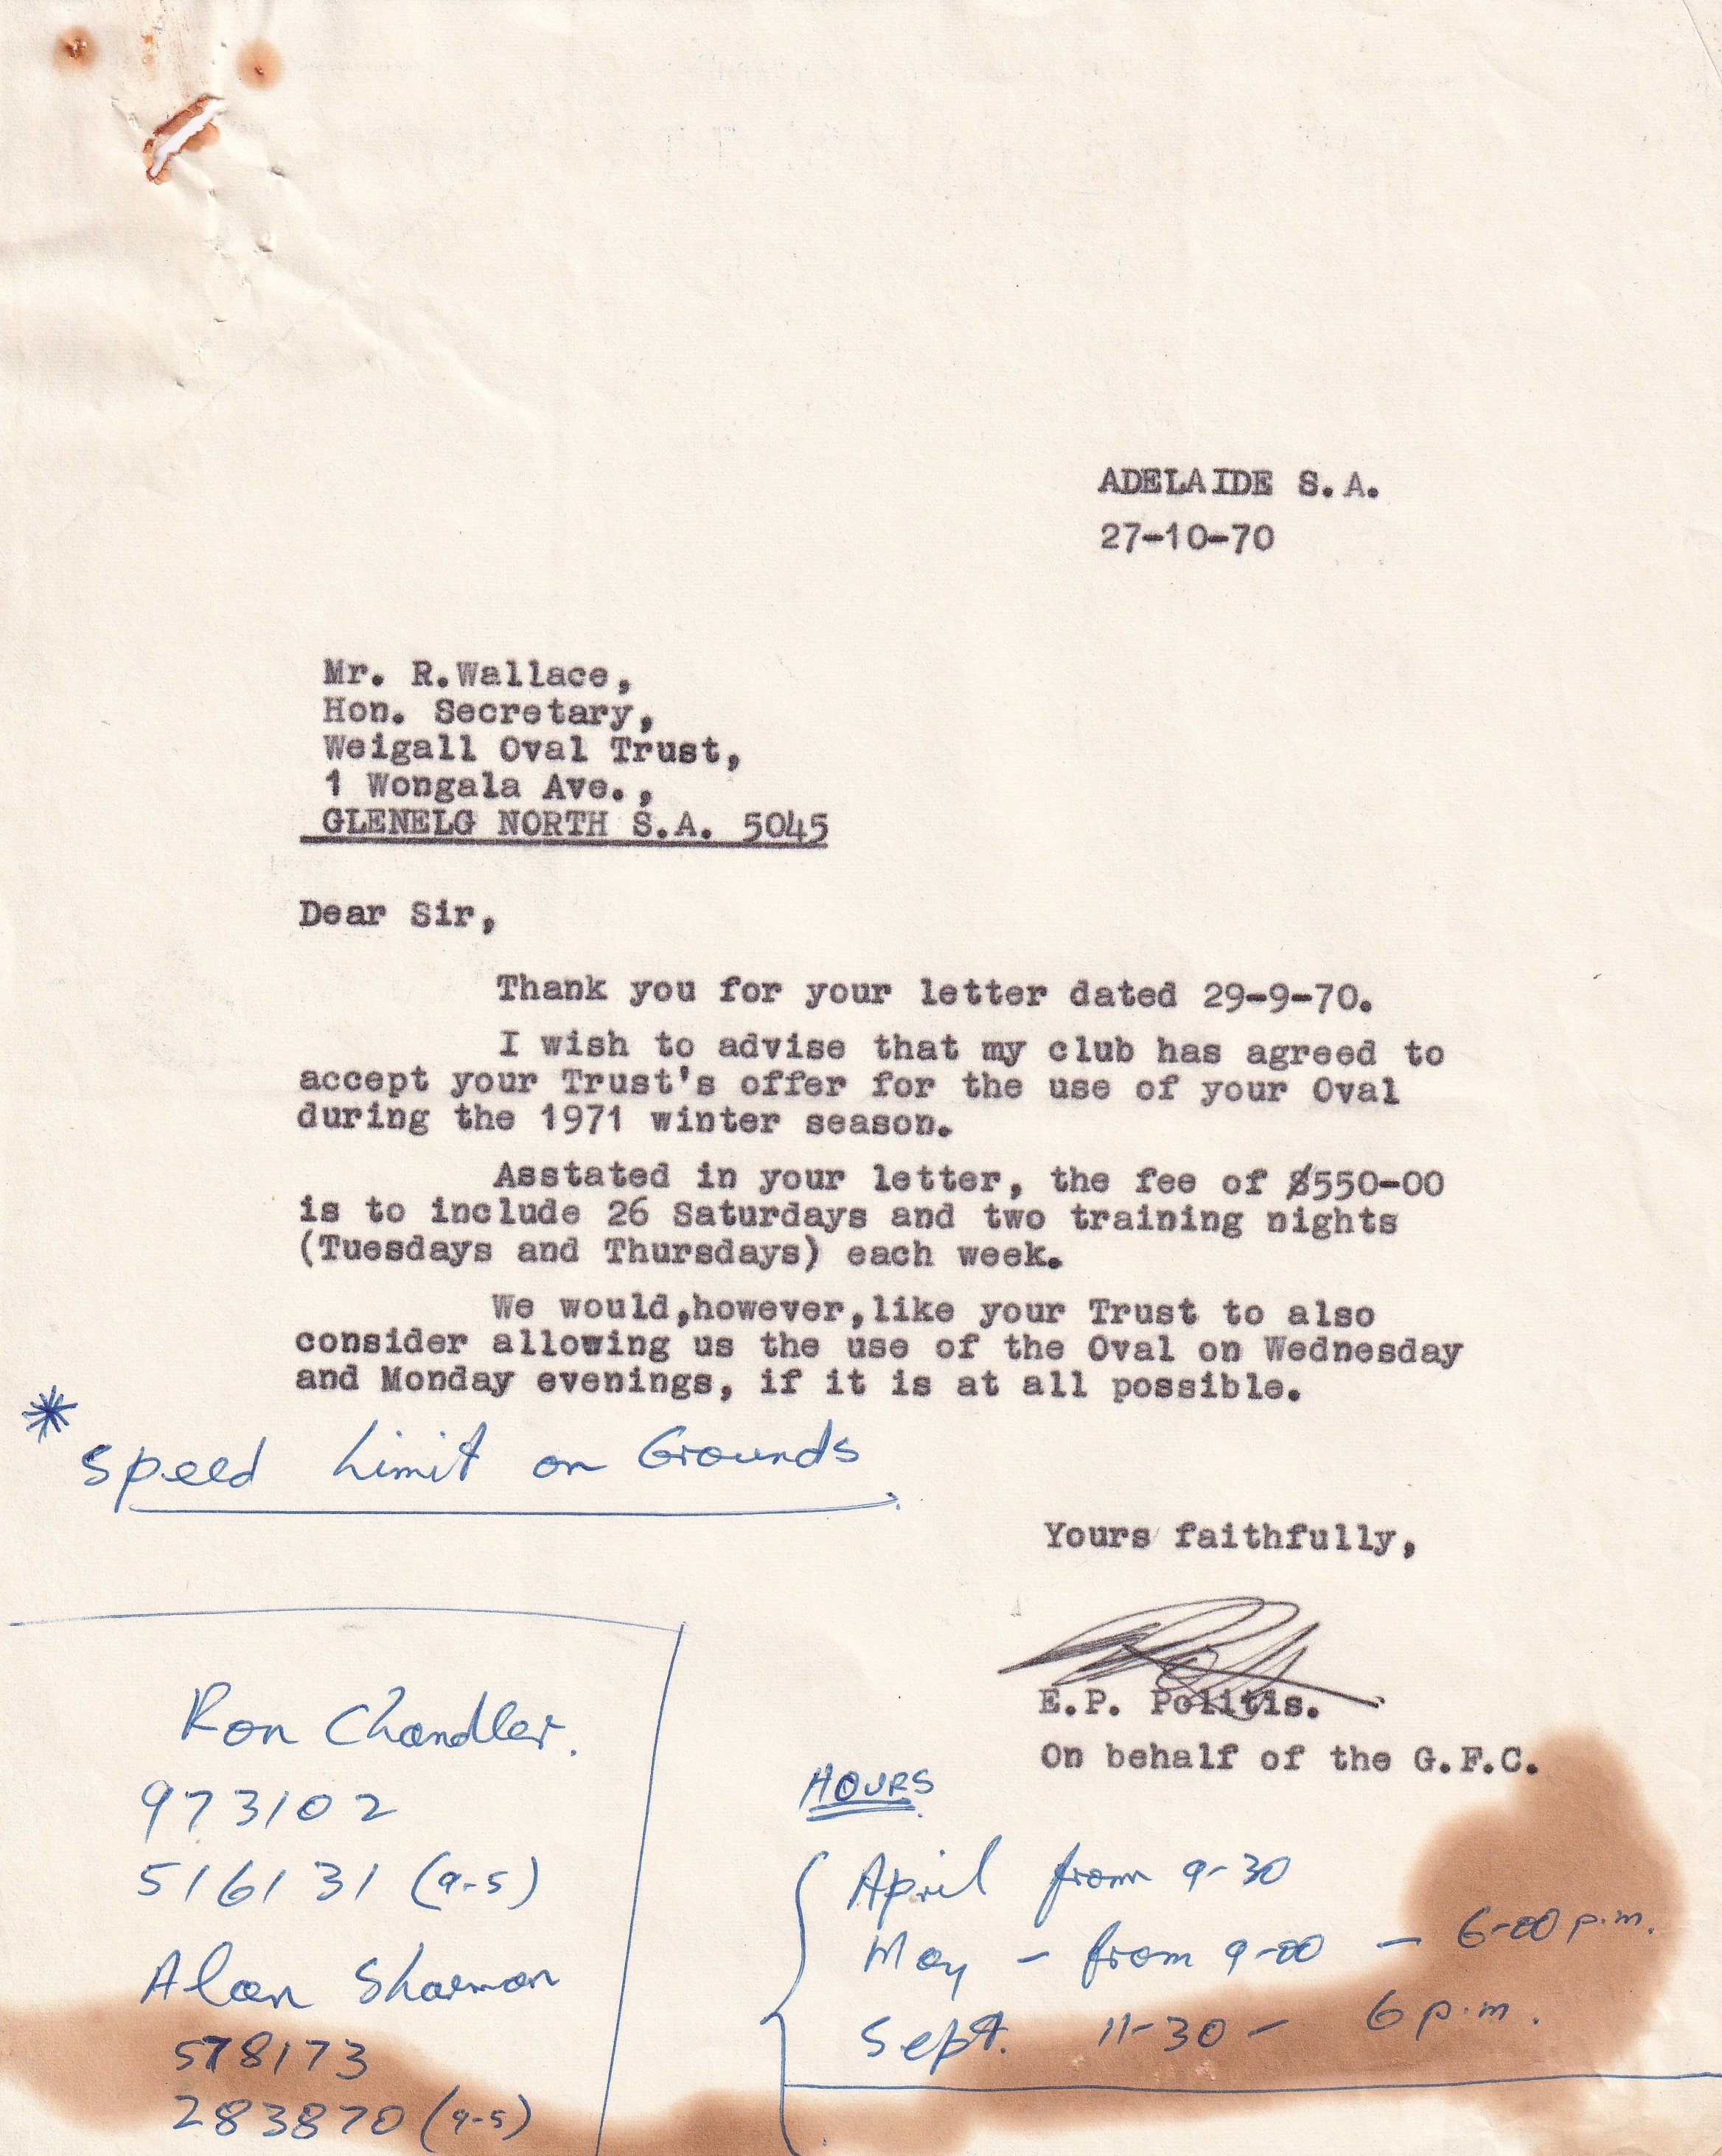 ADELAIDE S.A.
27-10-70
Mr. R.Wallace,
Hon. Secretary,
Weigall Oval Trust,
1 Wongala Ave.,
GLENELG NORTH S.A. 5045
Dear Sir,
Thank you for your letter dated 29-9-70.
I wish to advise that my club has agreed to
accept your Trust's offer for the use of your Oval
during the 1971 winter season.
Asstated in your letter, the fee of $550-00
is to include 26 Saturdays and two training nights
(Tuesdays and Thursdays) each week.
We would,however,like your Trust to also
consider allowing us the use of the Oval on Wednesday
and Monday evenings, if it is at all possible.
* Speed Limit on Grounds
Yours faithfully,
E.P. Politis.
On behalf of the G.F.C.
Ron Chandler.
973102
516131 (9-5)
Alan Sharman
578173
283870 (9-5)
HOURS
April from 9-30
May - from 9-00 - 6-00 p.m.
Sept. 11-30 - 6 p.m.